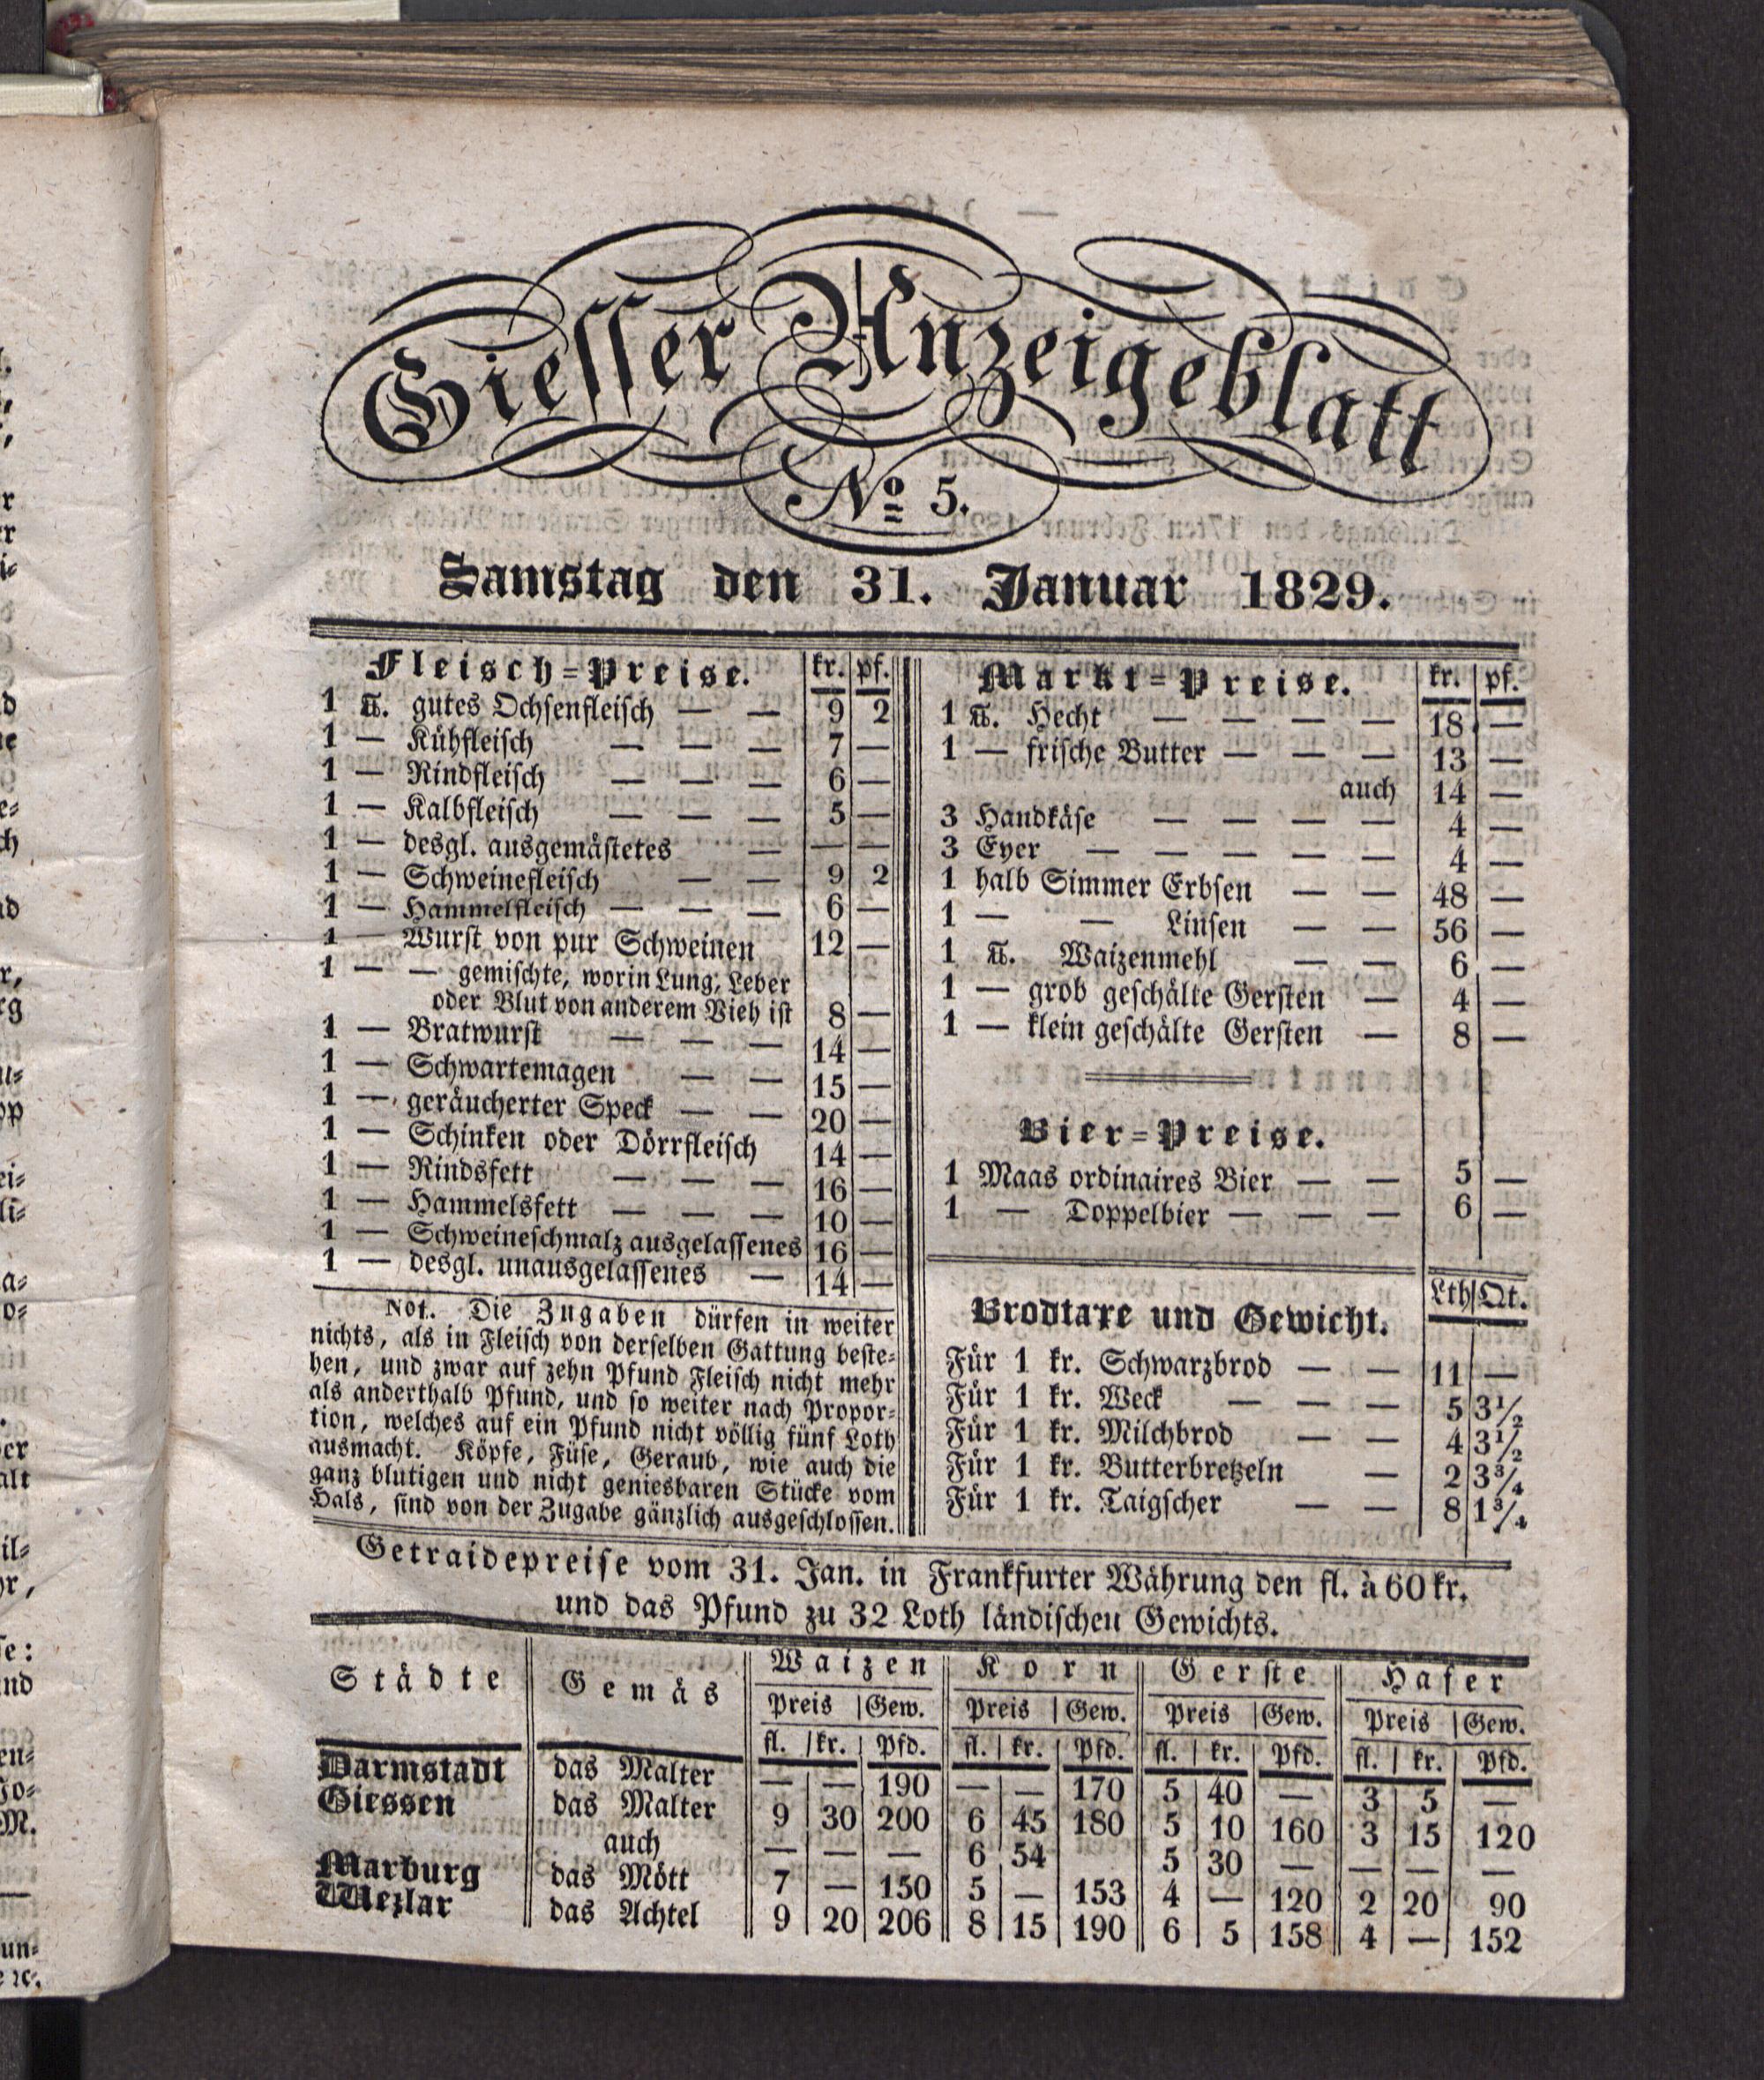 Giesser Anzeigeblatt
No 5.
Samstag den 31. Januar 1829.
Fleisch=Preise. kr. pf.
1 ℔. gutes Ochsenfleisch — — 9 2
1 — Kühfleisch — — — 7 —
1 — Rindfleisch — — — 6 —
1 — Kalbfleisch — — — 5 —
1 — desgl. ausgemästetes — — —
1 — Schweinefleisch — — 9 2
1 — Hammelfleisch — — — 6 —
1 — Wurst von pur Schweinen 12 —
1 — — gemischte, worin Lung, Leber
oder Blut von anderem Vieh ist 8 —
1 — Bratwurst — — — 14 —
1 — Schwartemagen — — 15 —
1 — geräucherter Speck — — 20 —
1 — Schinken oder Dörrfleisch 14 —
1 — Rindsfett — — — 16 —
1 — Hammelsfett — — — 10 —
1 — Schweineschmalz ausgelassenes 16 —
1 — desgl. unausgelassenes — 14 —
Not. Die Zugaben dürfen in weiter
nichts, als in Fleisch von derselben Gattung beste=
hen, und zwar auf zehn Pfund Fleisch nicht mehr
als anderthalb Pfund, und so weiter nach Propor=
tion, welches auf ein Pfund nicht völlig fünf Loth
ausmacht. Köpfe, Füse, Geraub, wie auch die
ganz blutigen und nicht geniesbaren Stücke vom
Hals, sind von der Zugabe gänzlich ausgeschlossen.
Markt=Preise. kr. pf.
1 ℔. Hecht — — — — 18 —
1 — frische Butter — — — 13 —
auch 14 —
3 Handkäse — — — — 4 —
3 Eyer — — — — — 4 —
1 halb Simmer Erbsen — — 48 —
1 — — Linsen — — 56 —
1 ℔. Waizenmehl — — 6 —
1 — grob geschälte Gersten — 4 —
1 — klein geschälte Gersten — 8 —
Bier=Preise.
1 Maas ordinaires Bier — — 5 —
1 — Doppelbier — — — 6 —
Brodtaxe und Gewicht. Lth Qt.
Für 1 kr. Schwarzbrod — — 11 —
Für 1 kr. Weck — — — 5 3½
Für 1 kr. Milchbrod — — 4 3½
Für 1 kr. Butterbretzeln — 2 3¾
Für 1 kr. Taigscher — — 8 1¾
Getraidepreise vom 31. Jan. in Frankfurter Währung den fl. à 60 kr.
und das Pfund zu 32 Loth ländischen Gewichts.
Städte Gemäs Waizen Korn Gerste Hafer
Preis Gew. Preis Gew. Preis Gew. Preis Gew.
fl. kr. Pfd. fl. kr. Pfd. fl. kr. Pfd. fl. kr. Pfd.
Darmstadt das Malter — — 190 — — 170 5 40 — 3 5 —
Giessen das Malter 9 30 200 6 45 180 5 10 160 3 15 120
auch — — — 6 54 5 30 — — — —
Marburg das Mött 7 — 150 5 — 153 4 — 120 2 20 90
Wezlar das Achtel 9 20 206 8 15 190 6 5 158 4 — 152